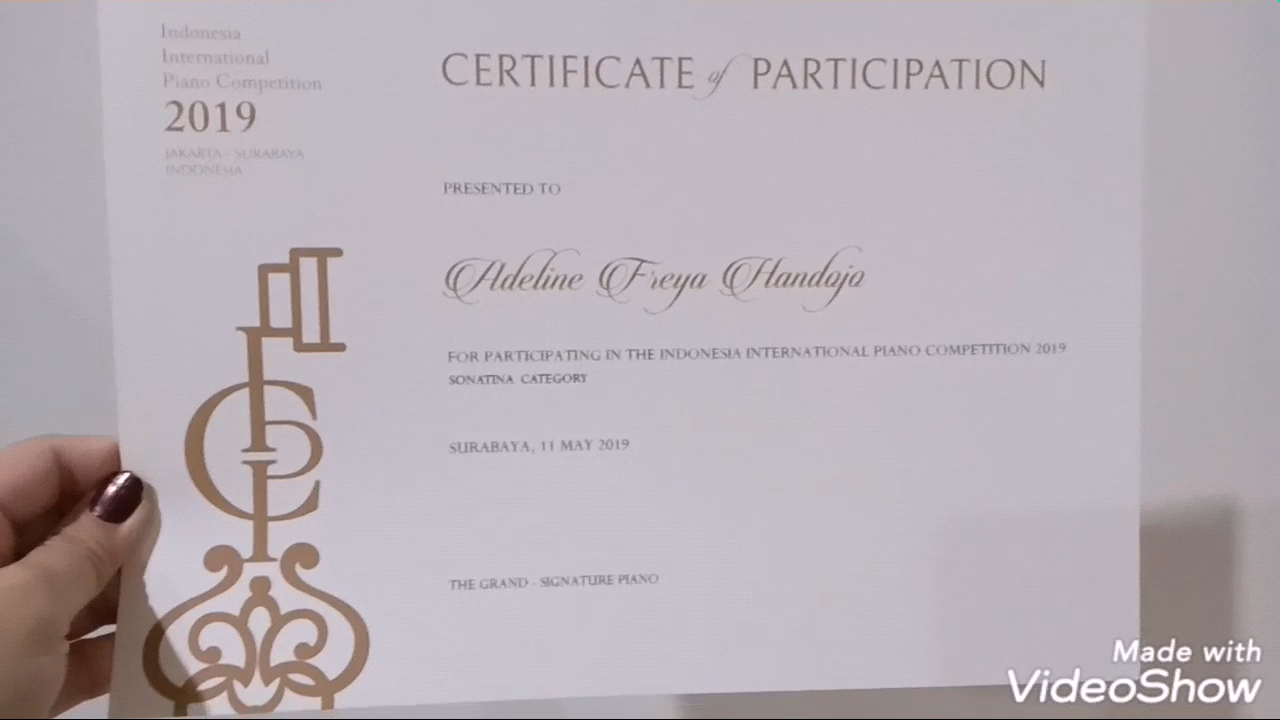 Indonesia
International
Piano Competition
2019
JAKARTA - SURABAYA
INDONESIA
CERTIFICATE of PARTICIPATION
PRESENTED TO
Adeline Freya Handojo
FOR PARTICIPATING IN THE INDONESIA INTERNATIONAL PIANO COMPETITION 2019
SONATINA CATEGORY
SURABAYA, 11 MAY 2019
THE GRAND - SIGNATURE PIANO
Made with
VideoShow